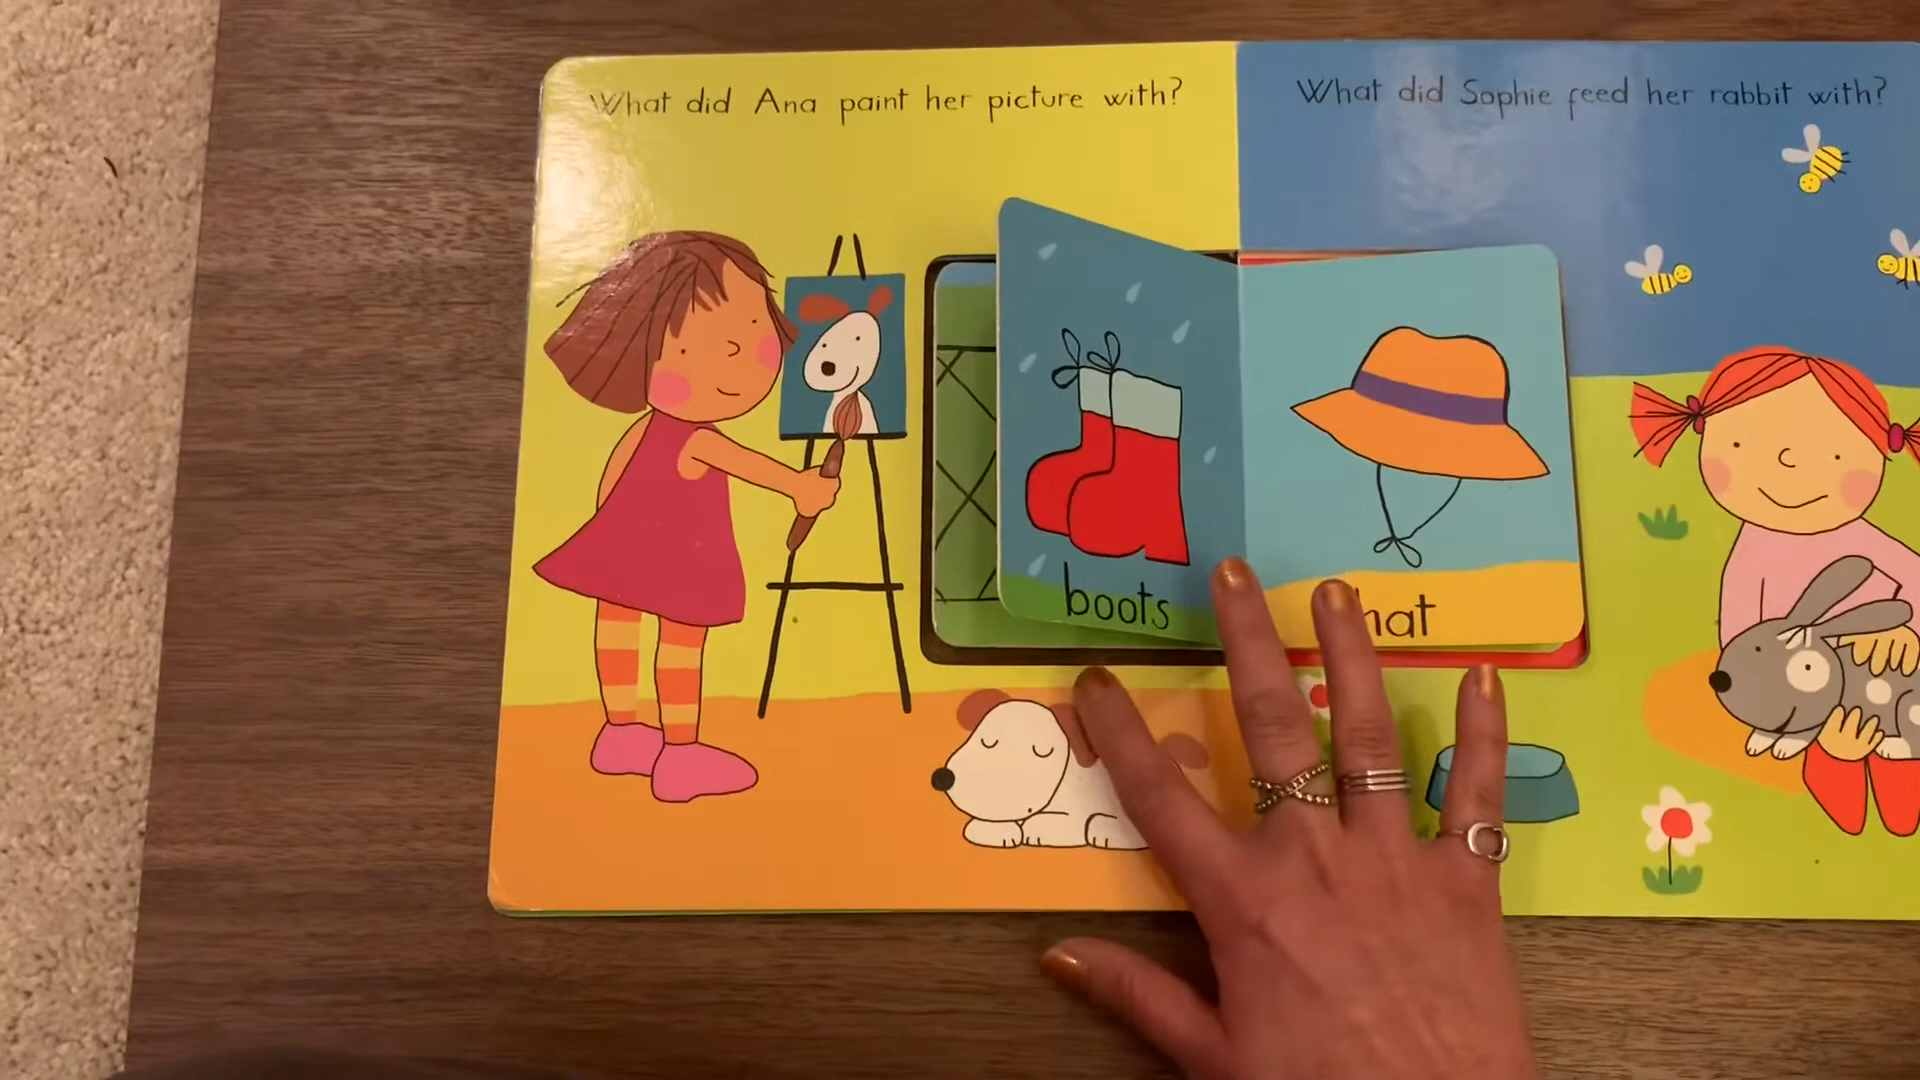 What did Ana paint her picture with?
What did Sophie feed her rabbit with?
boots
hat